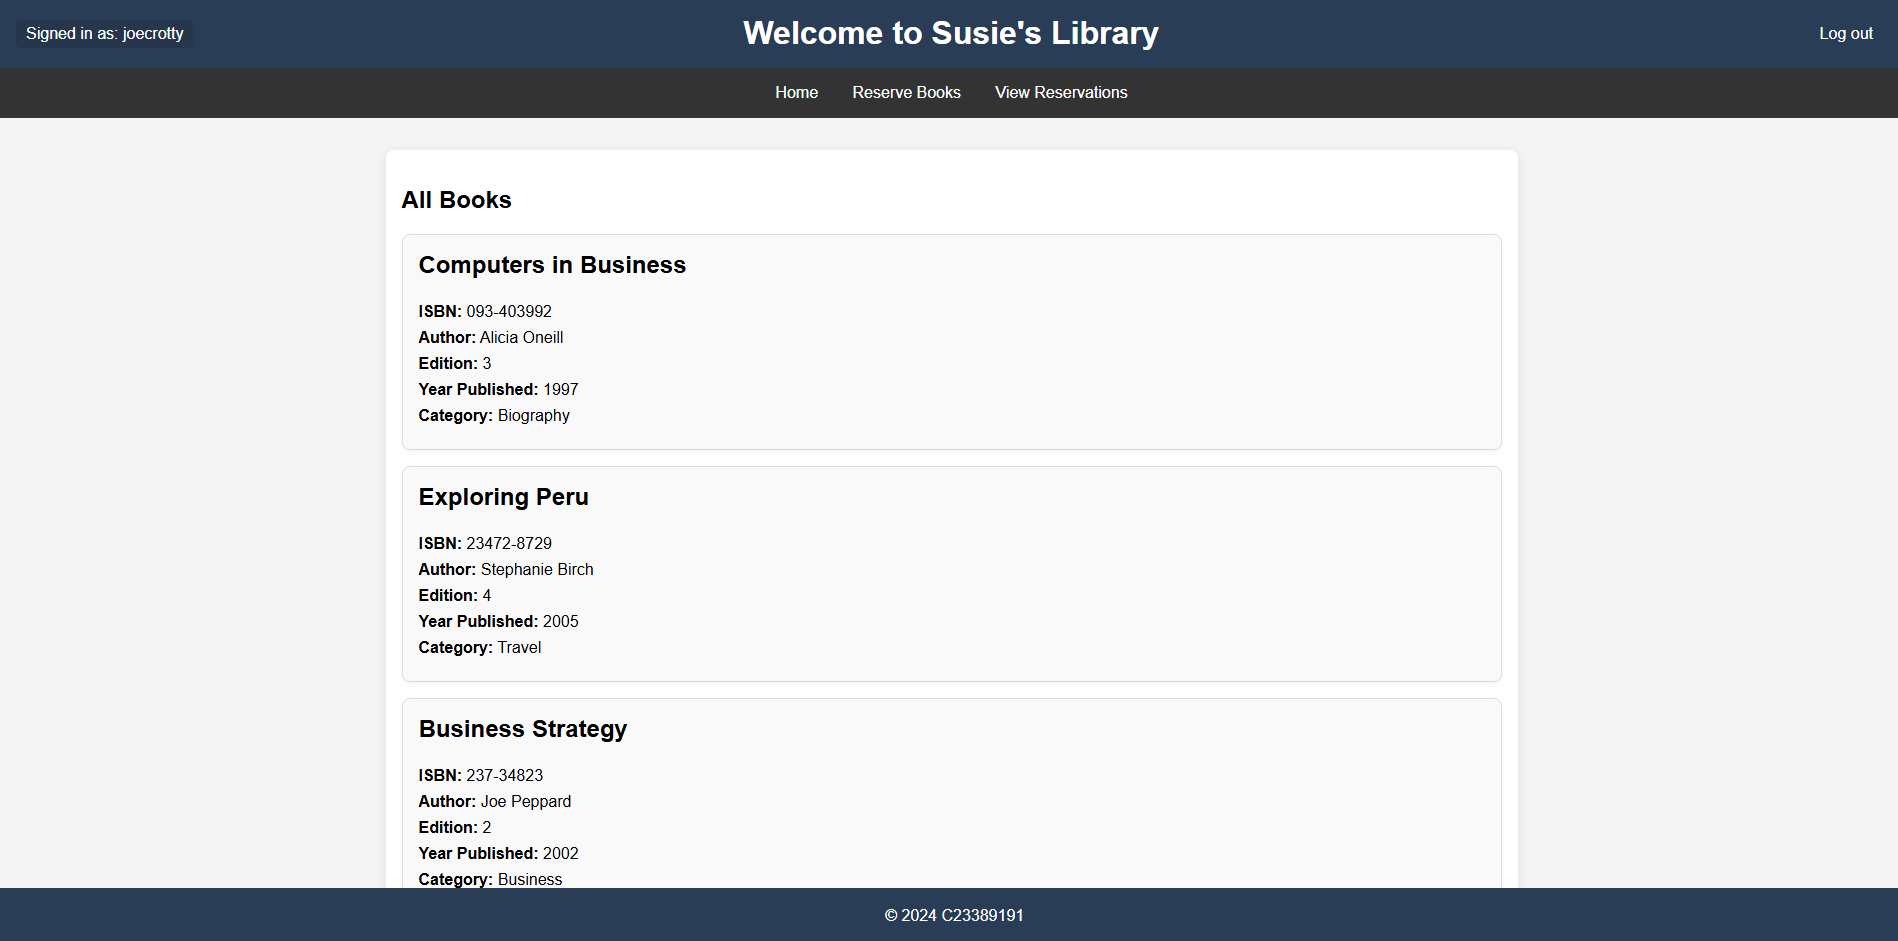 Signed in as: joecrotty
Welcome to Susie's Library
Log out
Home
Reserve Books
View Reservations
All Books
Computers in Business
ISBN: 093-403992
Author: Alicia Oneill
Edition: 3
Year Published: 1997
Category: Biography
Exploring Peru
ISBN: 23472-8729
Author: Stephanie Birch
Edition: 4
Year Published: 2005
Category: Travel
Business Strategy
ISBN: 237-34823
Author: Joe Peppard
Edition: 2
Year Published: 2002
Category: Business
© 2024 C23389191